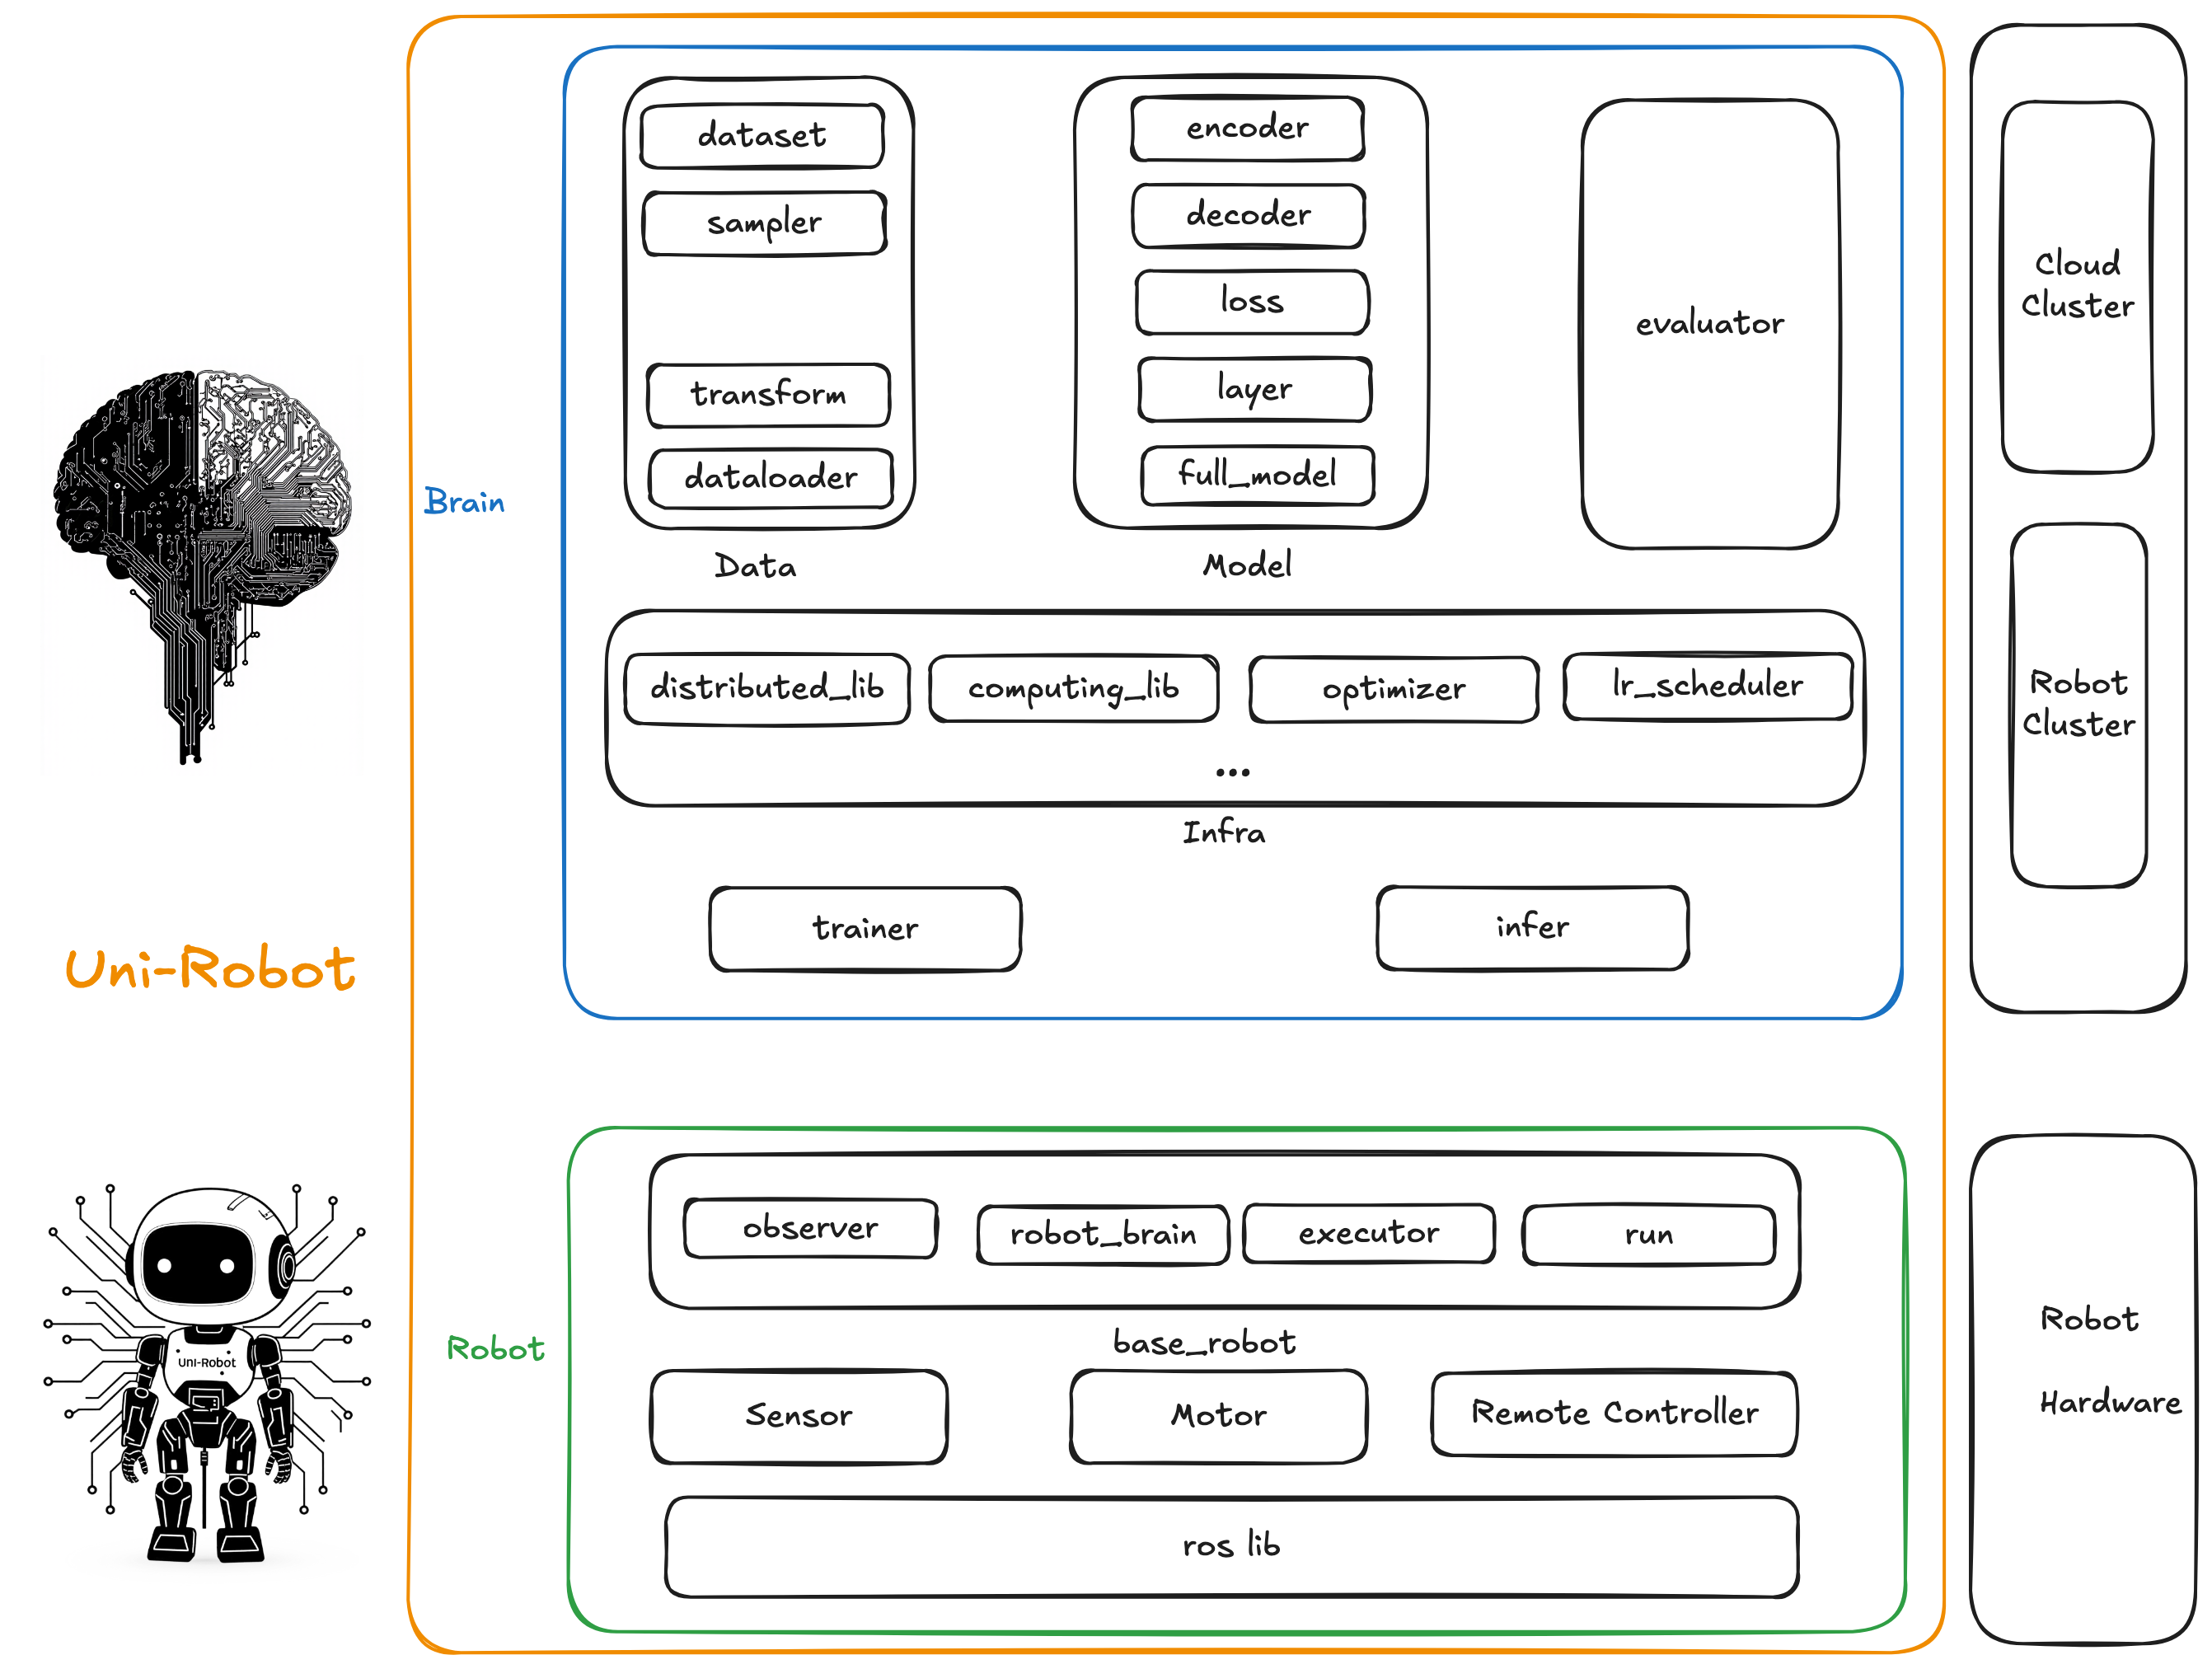 dataset
sampler
transform
dataloader
Data
encoder
decoder
loss
layer
full_model
Model
evaluator
Brain
distributed_lib
computing_lib
optimizer
lr_scheduler
...
Infra
trainer
infer
Uni-Robot
Cloud
Cluster
Robot
Cluster
observer
robot_brain
executor
run
base_robot
Robot
Uni-Robot
Sensor
Motor
Remote Controller
ros lib
Robot
Hardware